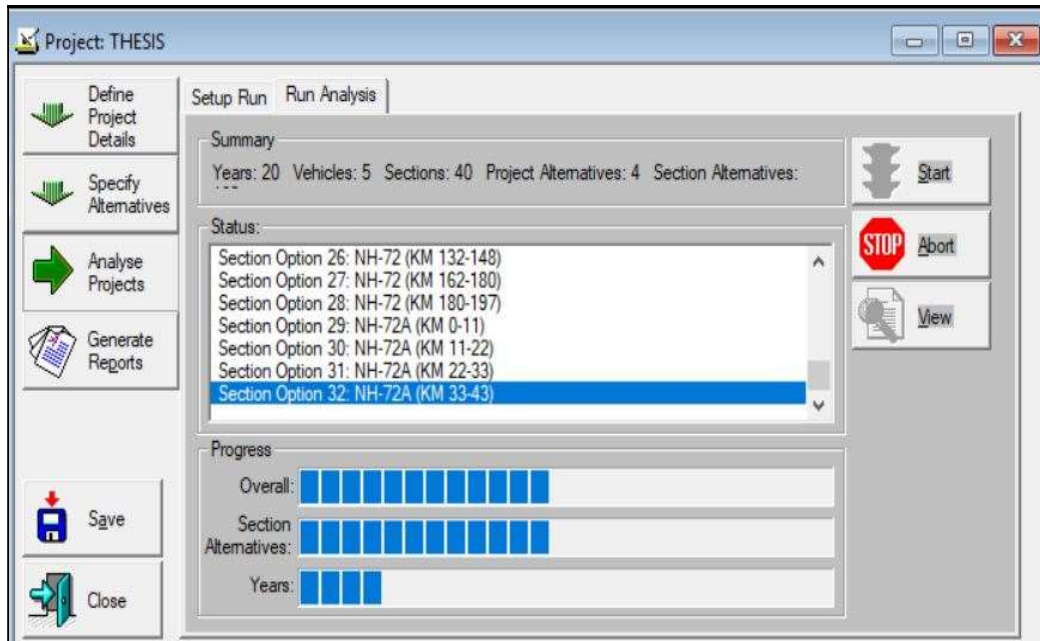 Project: THESIS
Define
Project
Details
Specify
Alternatives
Analyse
Projects
Generate
Reports
Save
Close
Setup Run
Run Analysis
Summary
Years: 20 Vehicles: 5 Sections: 40 Project Alternatives: 4 Section Alternatives:
Status:
Section Option 26: NH-72 (KM 132-148)
Section Option 27: NH-72 (KM 162-180)
Section Option 28: NH-72 (KM 180-197)
Section Option 29: NH-72A (KM 0-11)
Section Option 30: NH-72A (KM 11-22)
Section Option 31: NH-72A (KM 22-33)
Section Option 32: NH-72A (KM 33-43)
Progress
Overall:
Section
Alternatives:
Years:
Start
STOP
Abort
View